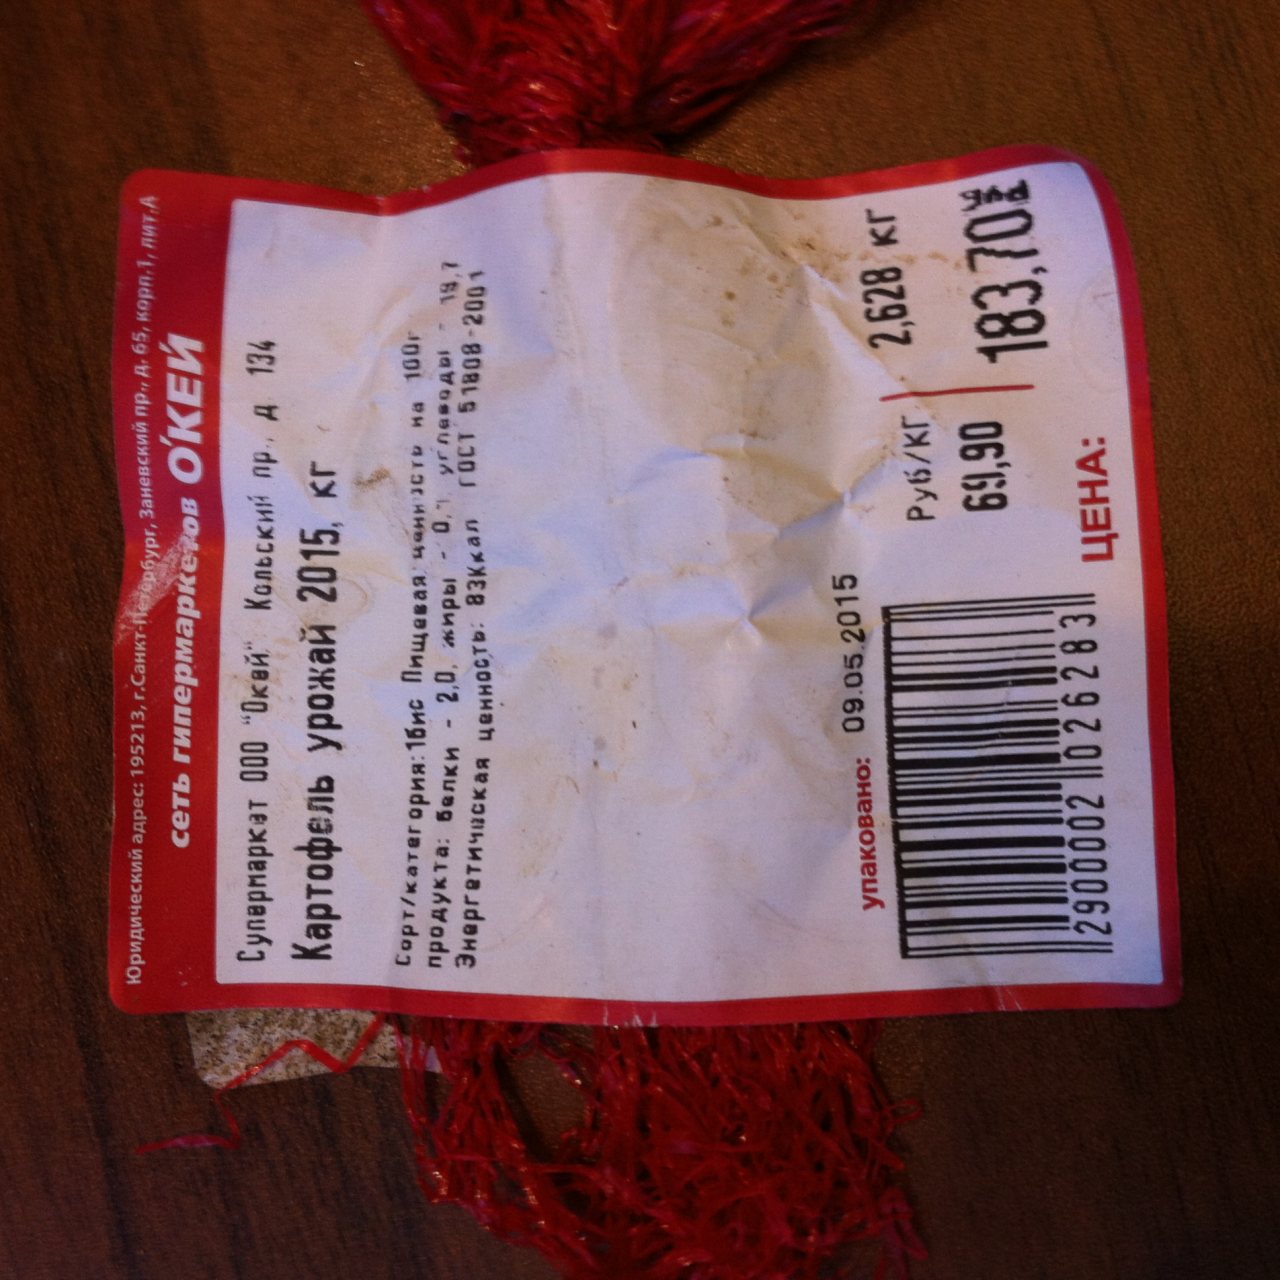 Юридический адрес: 195213, г.Санкт-Петербург, Заневский пр., д. 65, корп.1, лит.А
сеть гипермаркетов О'КЕЙ
Супермаркет ООО "Окей" Кольский пр. д 134
Картофель урожай 2015, кг
Сорт/категория:1бис Пищевая ценность на 100г
продукта: белки - 2,0, жиры - 0,1 углеводы - 19,7
Энергетическая ценность: 83Ккал ГОСТ 51808-2001
упаковано: 09.05.2015
Руб/КГ 2,628 КГ
69,90 183,70
2900002026283
ЦЕНА: